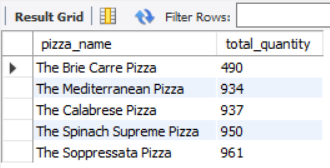 Result Grid Filter Rows:
pizza_name total_quantity
The Brie Carre Pizza 490
The Mediterranean Pizza 934
The Calabrese Pizza 937
The Spinach Supreme Pizza 950
The Soppressata Pizza 961